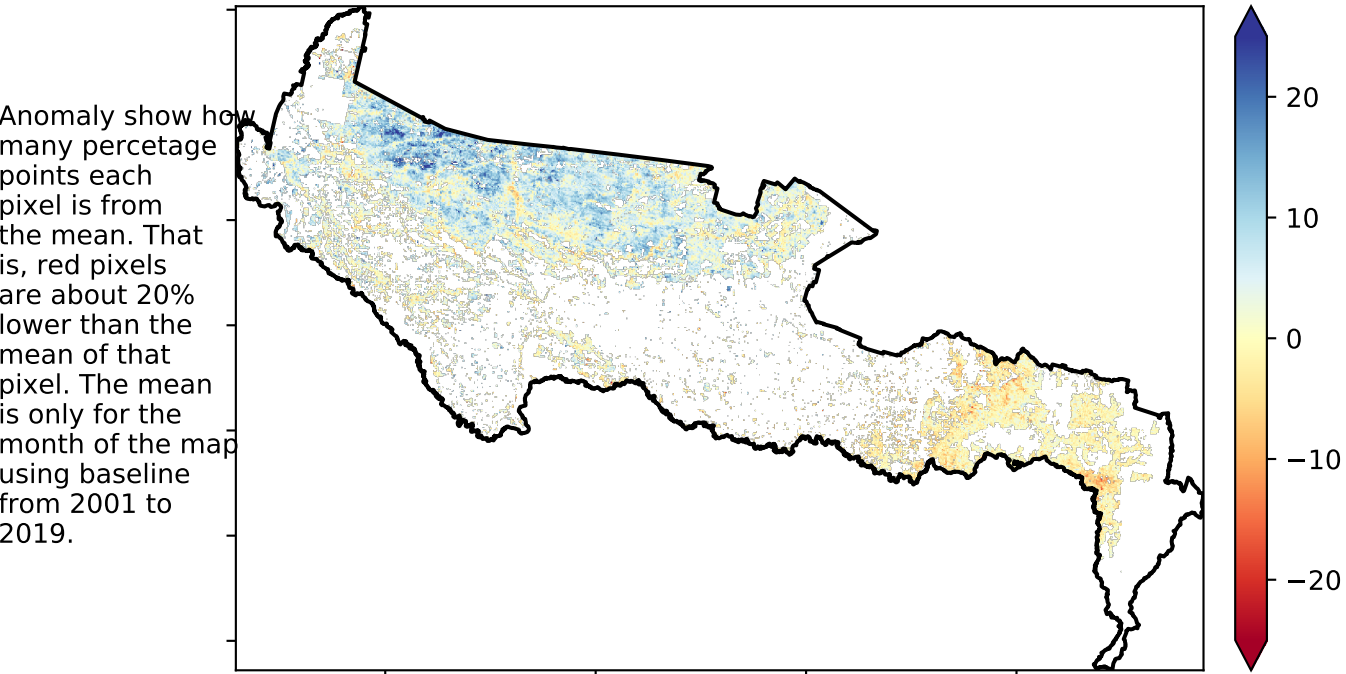 Anomaly show how
many percetage
points each
pixel is from
the mean. That
is, red pixels
are about 20%
lower than the
mean of that
pixel. The mean
is only for the
month of the map
using baseline
from 2001 to
2019.
20
10
0
−10
−20